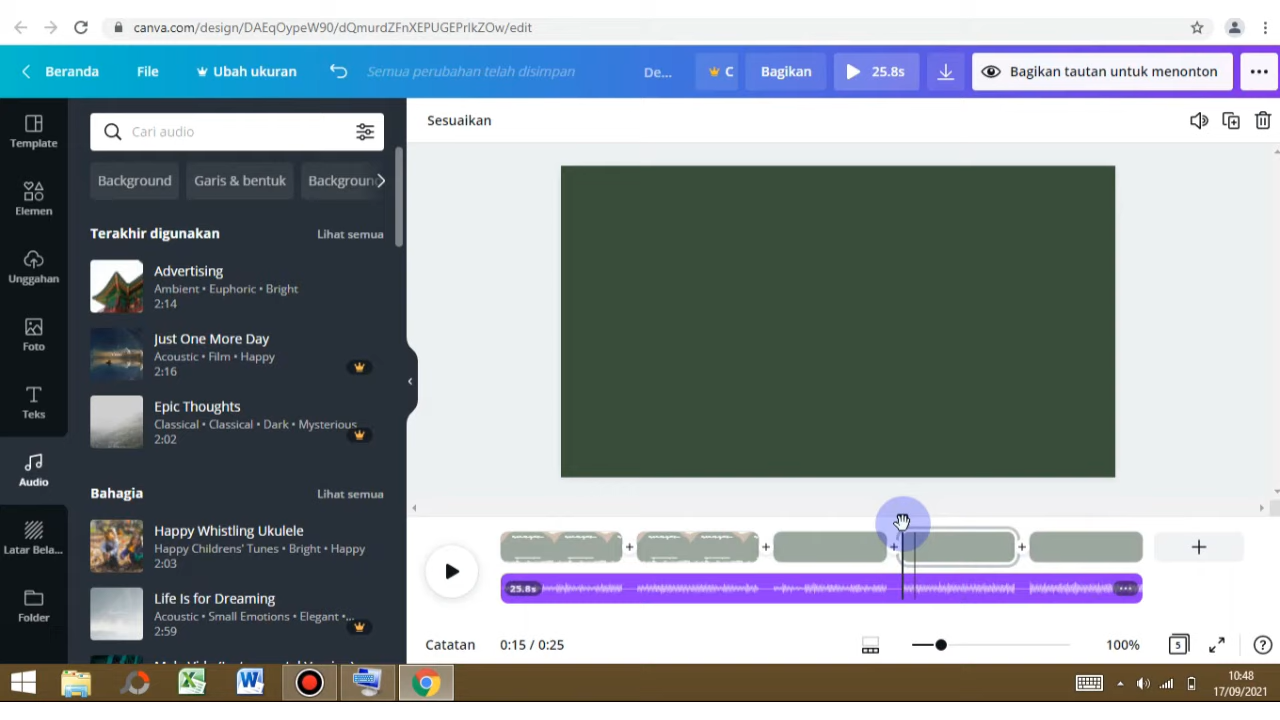 canva.com/design/DAEqOypeW90/dQmurdZFnXEPUGEPrlkZOw/edit
Beranda File Ubah ukuran Semua perubahan telah disimpan De... C Bagikan 25.8s Bagikan tautan untuk menonton
Template
Elemen
Unggahan
Foto
Teks
Audio
Latar Bela...
Folder
Cari audio
Background Garis & bentuk Backgroun
Terakhir digunakan Lihat semua
Advertising
Ambient • Euphoric • Bright
2:14
Just One More Day
Acoustic • Film • Happy
2:16
Epic Thoughts
Classical • Classical • Dark • Mysterious
2:02
Bahagia Lihat semua
Happy Whistling Ukulele
Happy Childrens' Tunes • Bright • Happy
2:03
Life Is for Dreaming
Acoustic • Small Emotions • Elegant •...
2:59
Sesuaikan
25.8s
Catatan 0:15 / 0:25 100% 5
10:48
17/09/2021